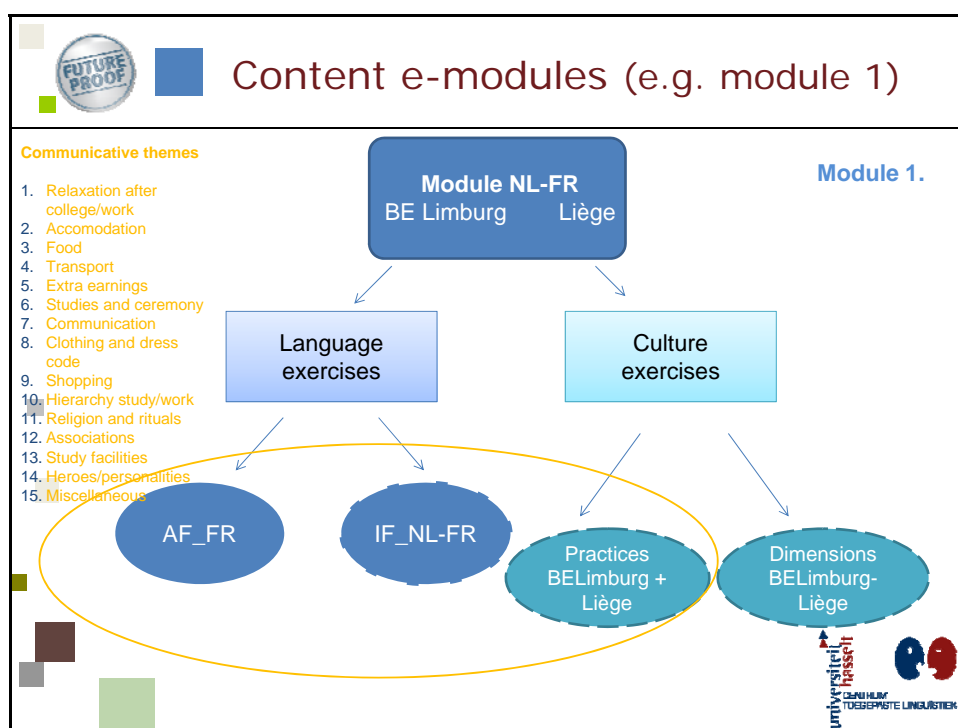 FUTURE
PROOF
Content e-modules (e.g. module 1)
Communicative themes
1. Relaxation after
college/work
2. Accomodation
3. Food
4. Transport
5. Extra earnings
6. Studies and ceremony
7. Communication
8. Clothing and dress
code
9. Shopping
10. Hierarchy study/work
11. Religion and rituals
12. Associations
13. Study facilities
14. Heroes/personalities
15. Miscellaneous
Module NL-FR
BE Limburg Liège
Module 1.
Language
exercises
Culture
exercises
AF_FR
IF_NL-FR
Practices
BELimburg +
Liège
Dimensions
BELimburg-
Liège
universiteit
hasselt
CENTRUM
TOEGEPASTE LINGUÏSTIEK